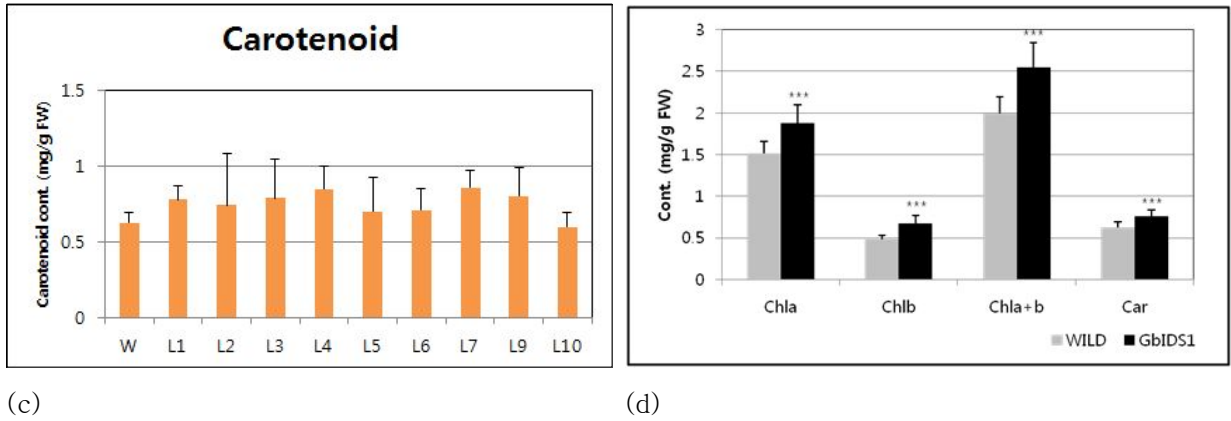 Carotenoid
Carotenoid cont. (mg/g FW)
1.5
1
0.5
0
W L1 L2 L3 L4 L5 L6 L7 L9 L10
(c)
Cont. (mg/g FW)
3
2.5
2
1.5
1
0.5
0
*** *** *** ***
Chla Chlb Chla+b Car
WILD GbIDS1
(d)